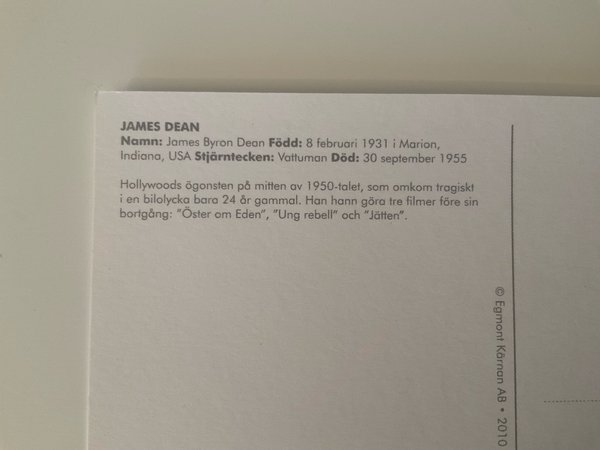 JAMES DEAN
Namn: James Byron Dean Född: 8 februari 1931 i Marion,
Indiana, USA Stjärntecken: Vattuman Död: 30 september 1955
Hollywoods ögonsten på mitten av 1950-talet, som omkom tragiskt
i en bilolycka bara 24 år gammal. Han hann göra tre filmer före sin
bortgång: ”Öster om Eden”, ”Ung rebell” och ”Jätten”.
© Egmont Kärnan AB • 2010